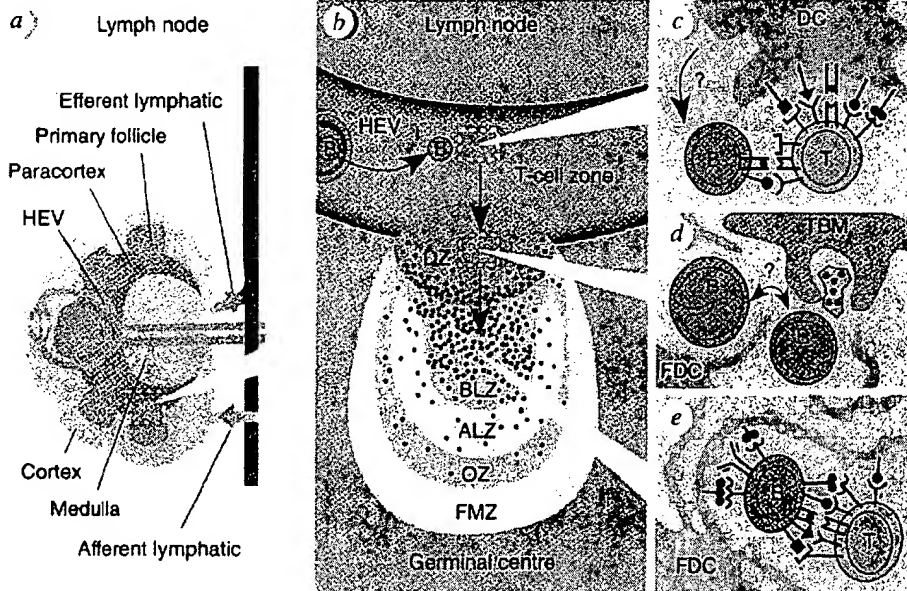 a)
Lymph node
Efferent lymphatic
Primary follicle
Paracortex
HEV
Cortex
Medulla
Afferent lymphatic
b)
Lymph node
HEV
B
B
T-cell zone
DZ
BLZ
ALZ
OZ
FMZ
Germinal centre
c)
DC
?
B
T
d)
TBM
B
?
FDC
e)
B
T
FDC